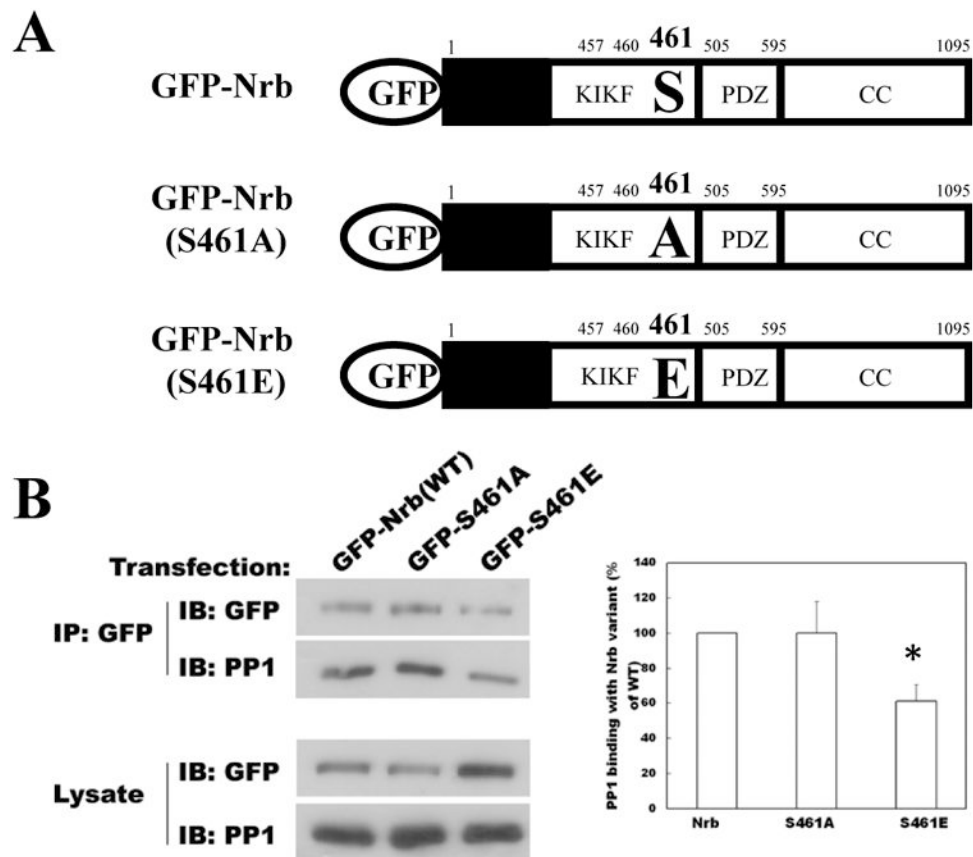 A
1 457 460 461 505 595 1095
GFP-Nrb GFP KIKF S PDZ CC
1 457 460 461 505 595 1095
GFP-Nrb
(S461A) GFP KIKF A PDZ CC
1 457 460 461 505 595 1095
GFP-Nrb
(S461E) GFP KIKF E PDZ CC
B
GFP-Nrb(WT)
GFP-S461A
GFP-S461E
Transfection:
IP: GFP
IB: GFP
IB: PP1
Lysate
IB: GFP
IB: PP1
PP1 binding with Nrb variant (%
of WT)
140
120
100
80
60
40
20
0
*
Nrb S461A S461E